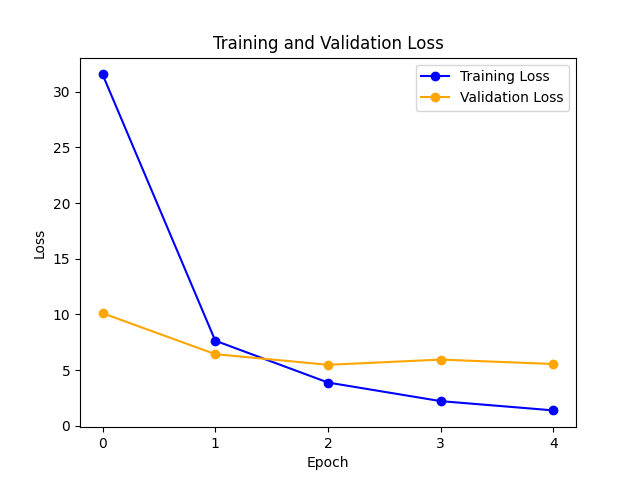 Training and Validation Loss
Training Loss
Validation Loss
30
25
20
15
10
5
0
Loss
0 1 2 3 4
Epoch